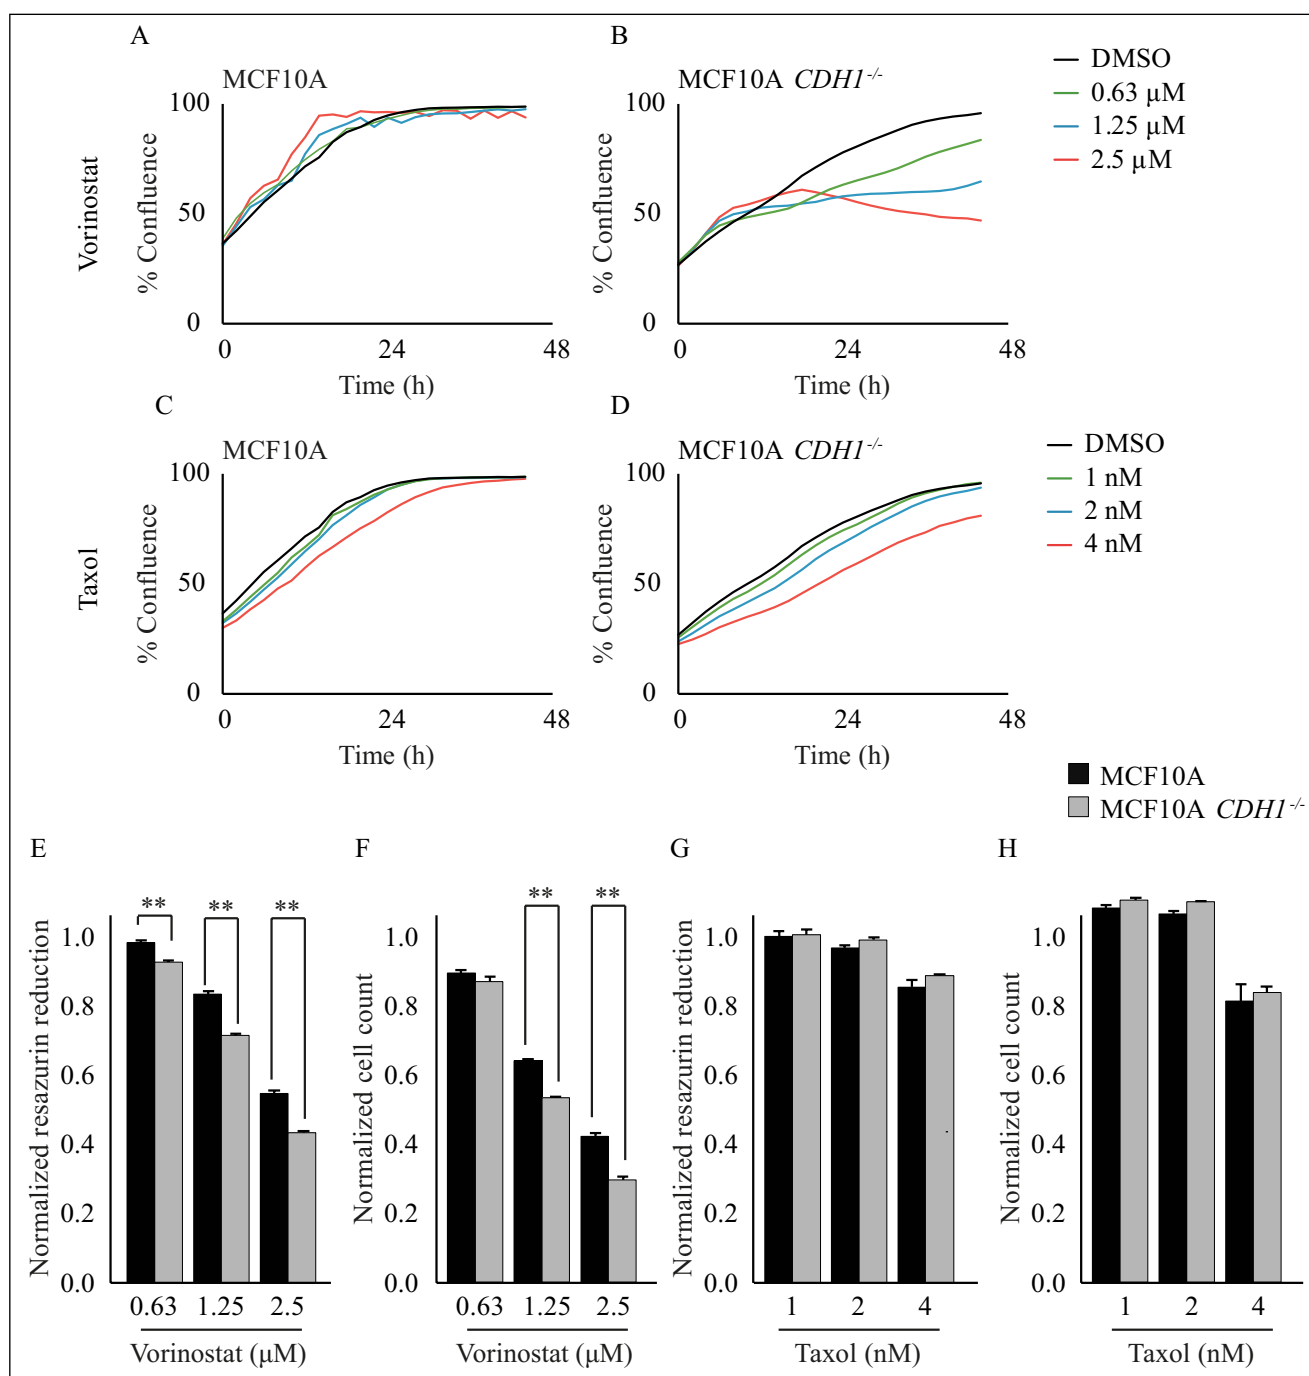 A
B
MCF10A
MCF10A CDH1-/-
DMSO
0.63 µM
1.25 µM
2.5 µM
Vorinostat
% Confluence
100
50
0
0 24 48
Time (h)
% Confluence
100
50
0
0 24 48
Time (h)
C
D
MCF10A
MCF10A CDH1-/-
DMSO
1 nM
2 nM
4 nM
Taxol
% Confluence
100
50
0
0 24 48
Time (h)
% Confluence
100
50
0
0 24 48
Time (h)
MCF10A
MCF10A CDH1-/-
E
F
G
H
Normalized resazurin reduction
1.0
0.8
0.6
0.4
0.2
0.0
** ** **
0.63 1.25 2.5
Vorinostat (µM)
Normalized cell count
1.0
0.8
0.6
0.4
0.2
0.0
** **
0.63 1.25 2.5
Vorinostat (µM)
Normalized resazurin reduction
1.0
0.8
0.6
0.4
0.2
0.0
1 2 4
Taxol (nM)
Normalized cell count
1.0
0.8
0.6
0.4
0.2
0.0
1 2 4
Taxol (nM)